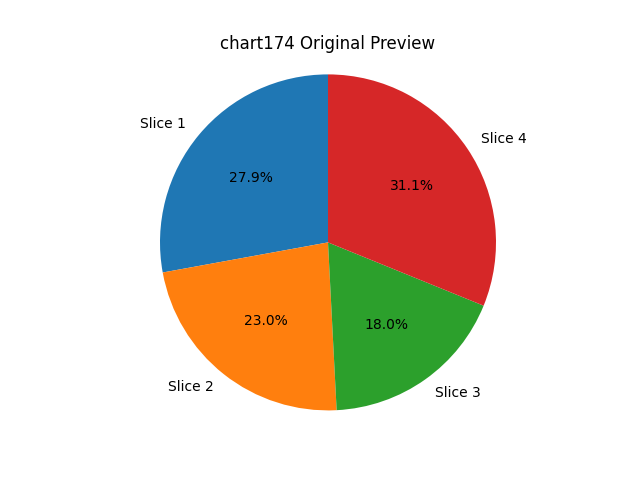 chart174 Original Preview
Slice 1
Slice 4
27.9%
31.1%
23.0%
18.0%
Slice 2
Slice 3